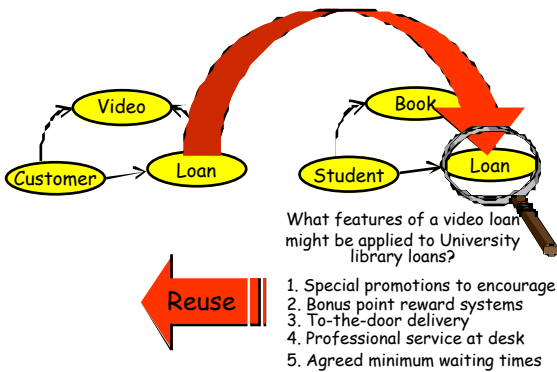 Video
Book
Customer
Loan
Student
Loan
What features of a video loan
might be applied to University
library loans?
Reuse
1. Special promotions to encourage
2. Bonus point reward systems
3. To-the-door delivery
4. Professional service at desk
5. Agreed minimum waiting times